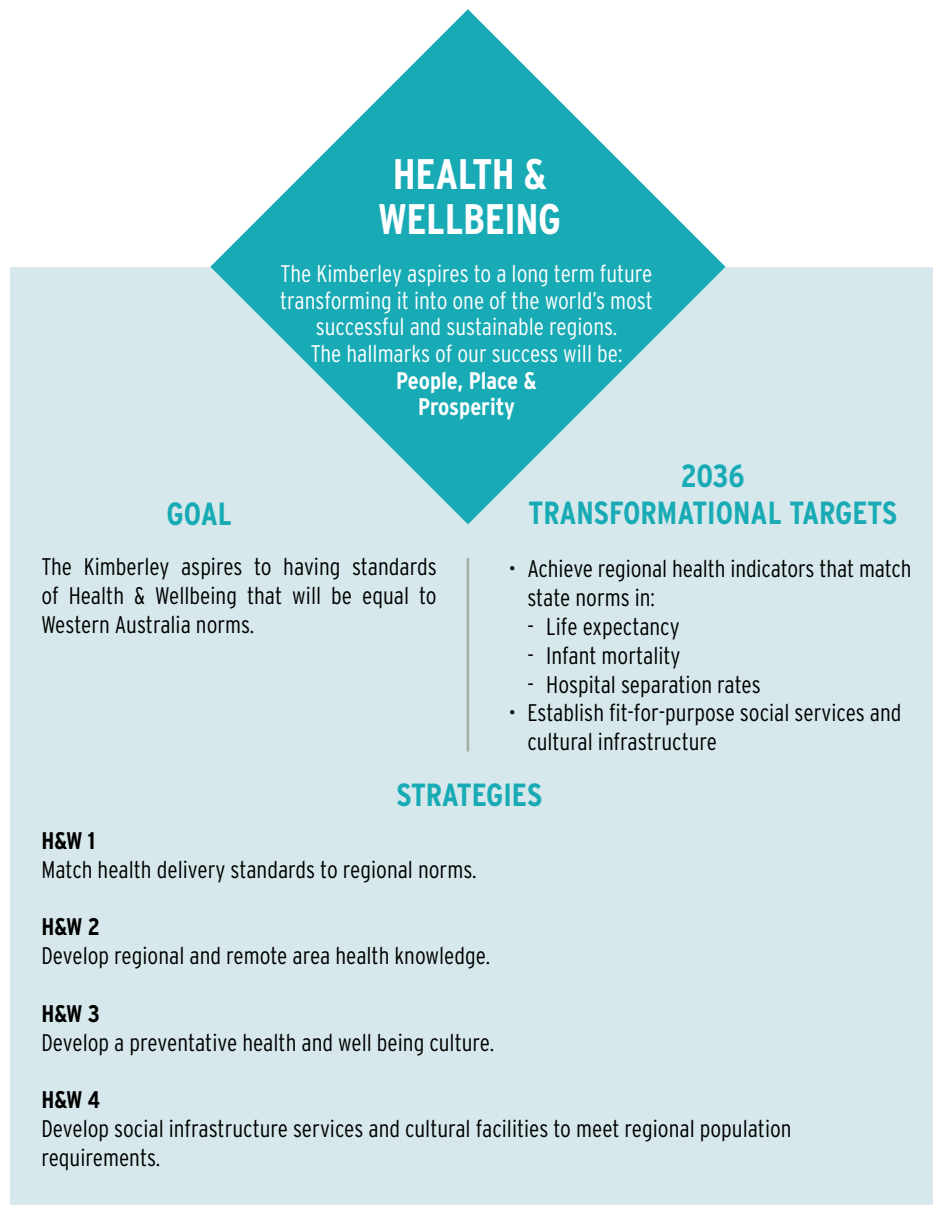 HEALTH &
WELLBEING
The Kimberley aspires to a long term future
transforming it into one of the world's most
successful and sustainable regions.
The hallmarks of our success will be:
People, Place &
Prosperity
GOAL
The Kimberley aspires to having standards
of Health & Wellbeing that will be equal to
Western Australia norms.
2036
TRANSFORMATIONAL TARGETS
• Achieve regional health indicators that match
state norms in:
- Life expectancy
- Infant mortality
- Hospital separation rates
• Establish fit-for-purpose social services and
cultural infrastructure
STRATEGIES
H&W 1
Match health delivery standards to regional norms.
H&W 2
Develop regional and remote area health knowledge.
H&W 3
Develop a preventative health and well being culture.
H&W 4
Develop social infrastructure services and cultural facilities to meet regional population
requirements.